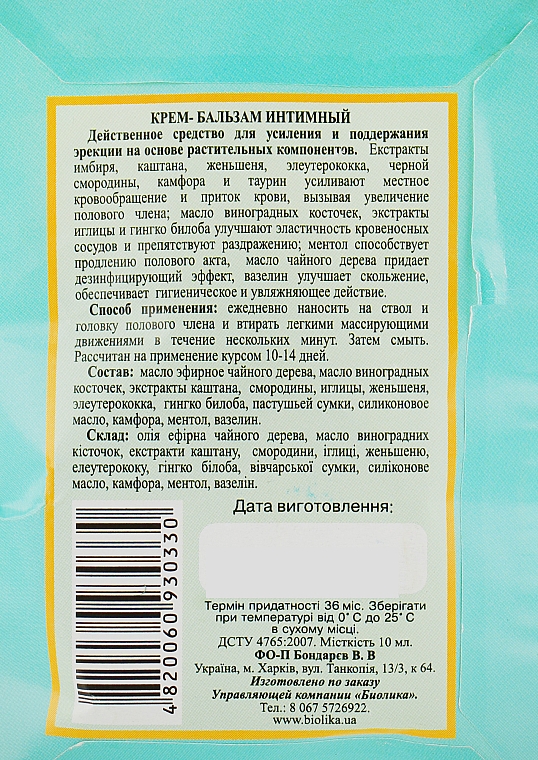 КРЕМ- БАЛЬЗАМ ИНТИМНЫЙ
Действенное средство для усиления и поддержания
эрекции на основе растительных компонентов. Екстракты
имбиря, каштана, женьшеня, элеутерококка, черной
смородины, камфора и таурин усиливают местное
кровообращение и приток крови, вызывая увеличение
полового члена; масло виноградных косточек, экстракты
иглицы и гингко билоба улучшают эластичность кровеносных
сосудов и препятствуют раздражению; ментол способствует
продлению полового акта, масло чайного дерева придает
дезинфицирующий эффект, вазелин улучшает скольжение,
обеспечивает гигиеническое и увляжняющее действие.
Способ применения: ежедневно наносить на ствол и
головку полового члена и втирать легкими массирующими
движениями в течение нескольких минут. Затем смыть.
Рассчитан на применение курсом 10-14 дней.
Состав: масло эфирное чайного дерева, масло виноградных
косточек, экстракты каштана, смородины, иглицы, женьшеня,
элеутерококка, гингко билоба, пастушьей сумки, силиконовое
масло, камфора, ментол, вазелин.
Склад: олія ефірна чайного дерева, масло виноградних
кісточок, екстракти каштану, смородини, ігліці, женьшеню,
елеутерококу, гінгко білоба, вівчарської сумки, силіконове
масло, камфора, ментол, вазелін.
Дата виготовлення:
4820060930330
Термін придатності 36 міс. Зберігати
при температурі від 0˚ С до 25˚ С
в сухому місці.
ДСТУ 4765:2007. Місткість 10 мл.
ФО-П Бондарєв В. В
Україна, м. Харків, вул. Танкопія, 13/3, к 64.
Изготовлено по заказу
Управляющей компании «Биолика».
Тел.: 8 067 5726922.
www.biolika.ua